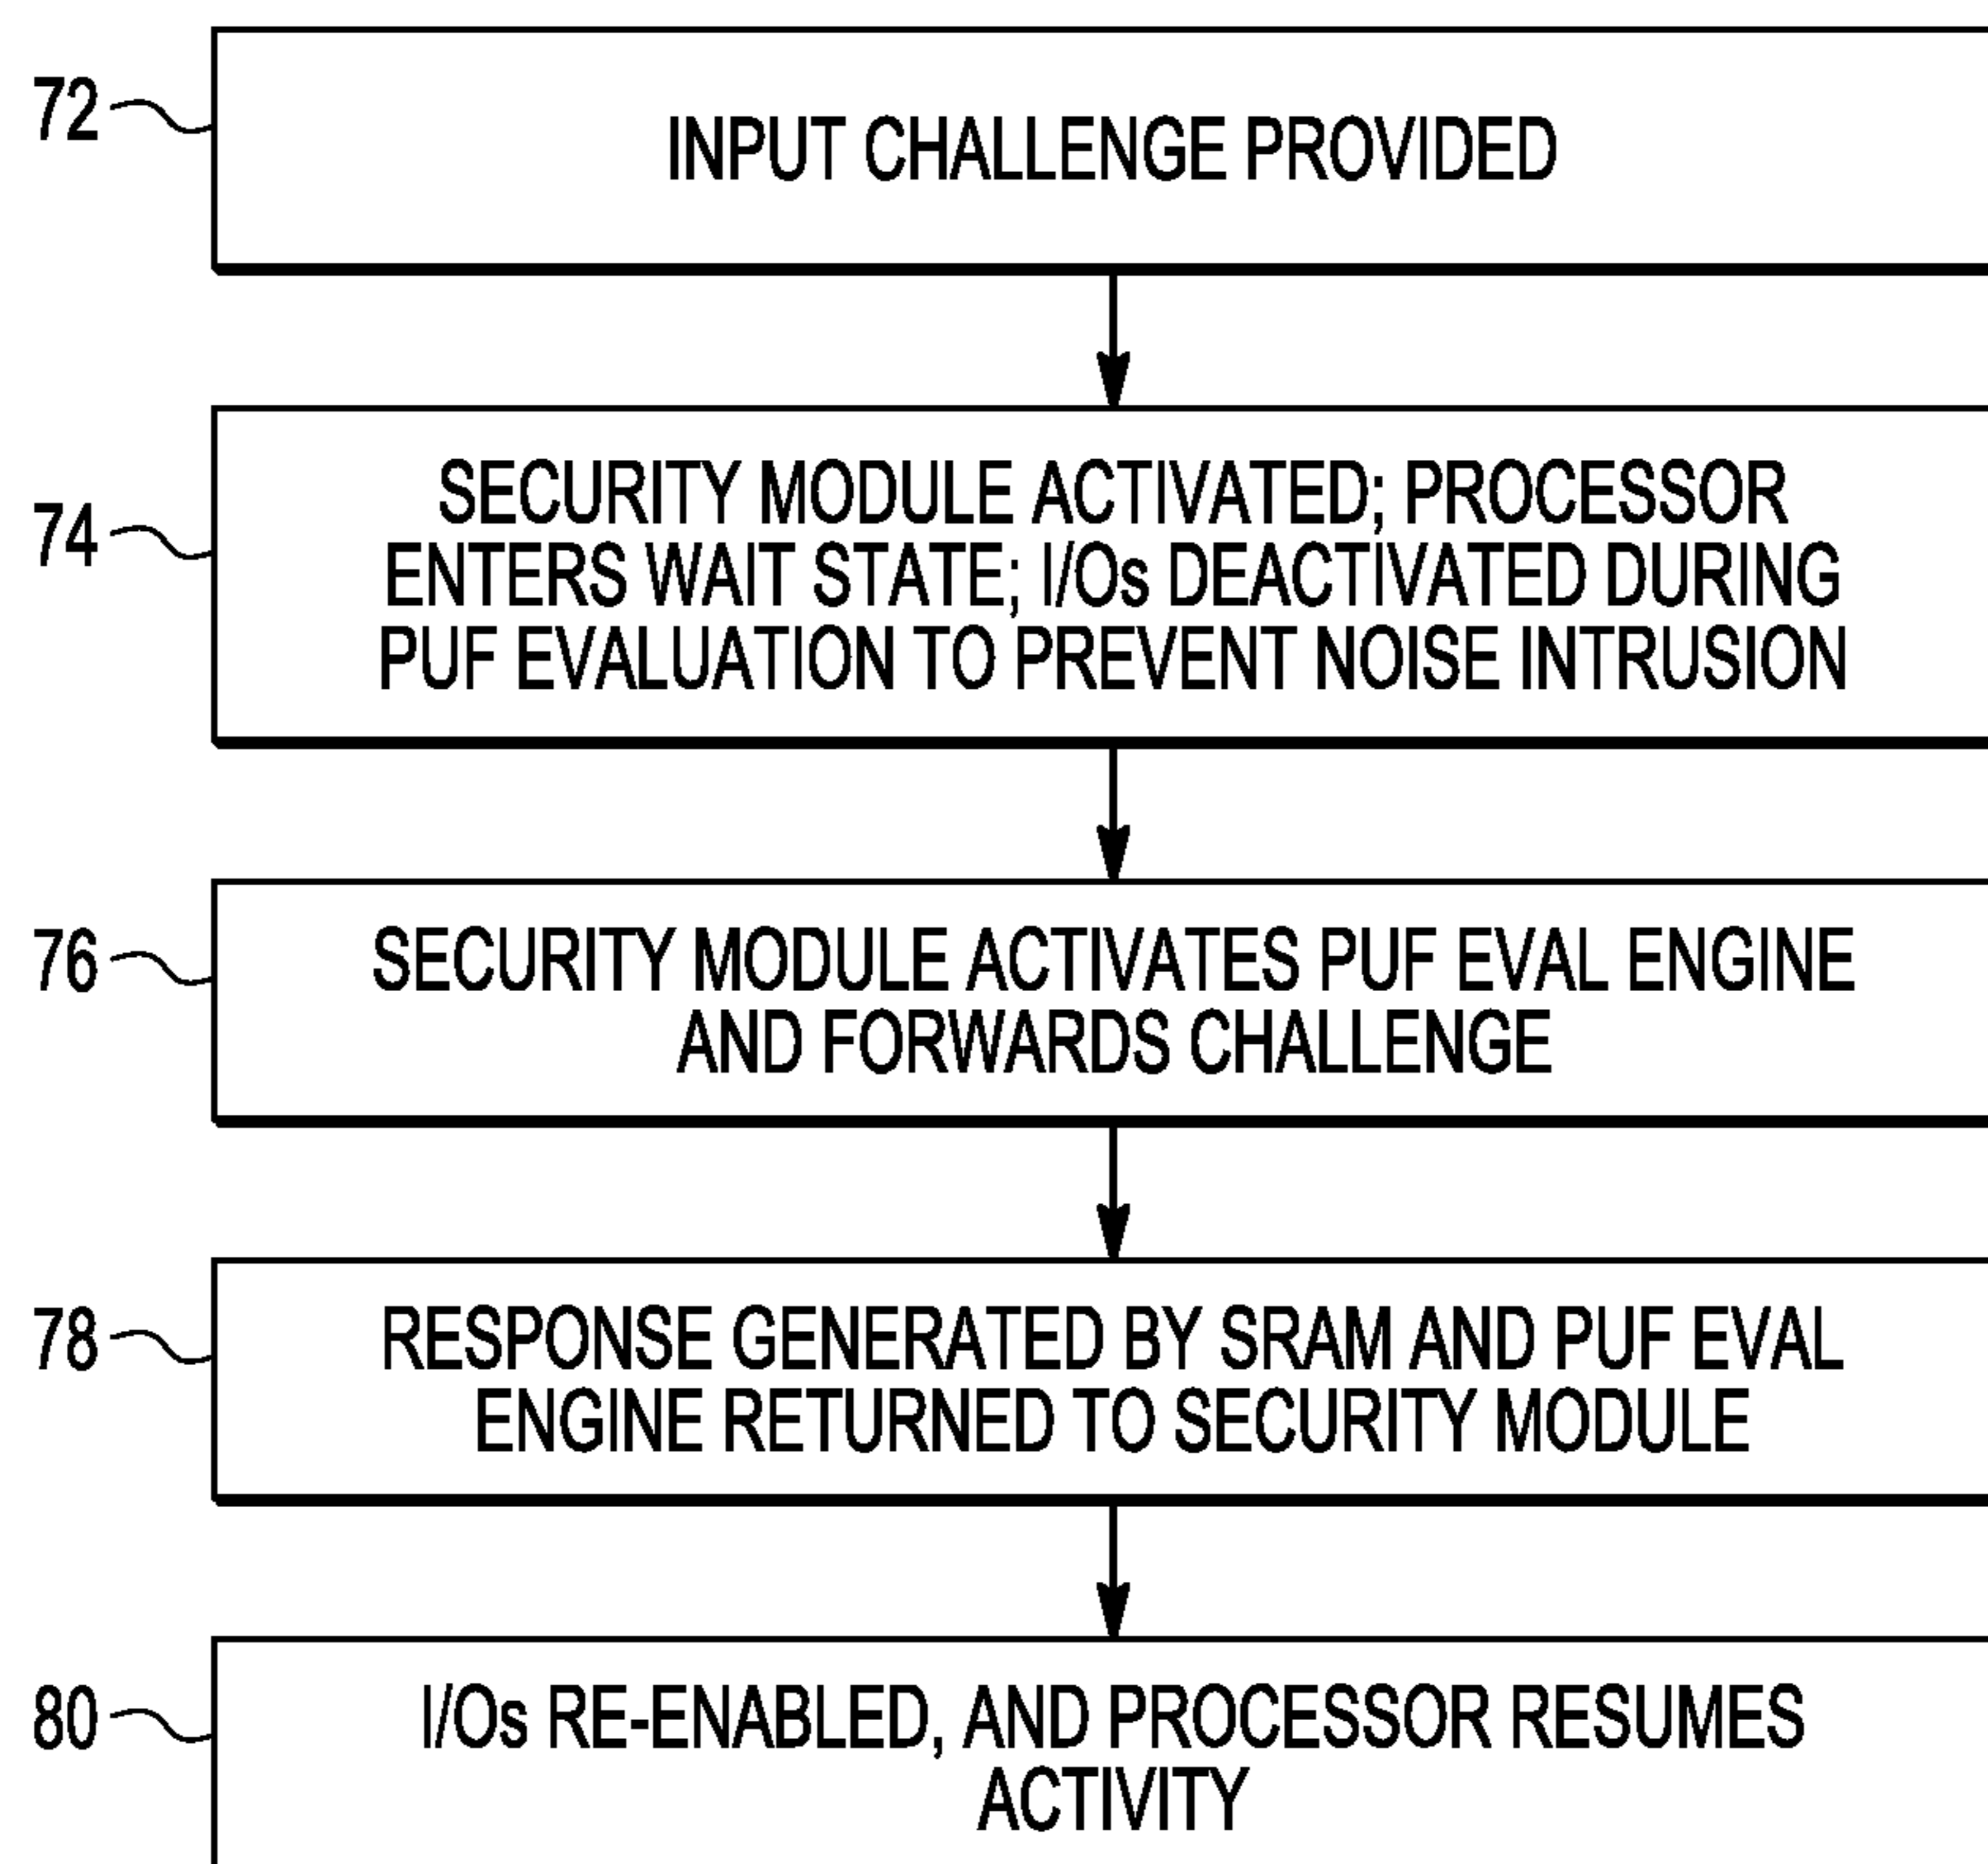 72
INPUT CHALLENGE PROVIDED
74
SECURITY MODULE ACTIVATED; PROCESSOR
ENTERS WAIT STATE; I/Os DEACTIVATED DURING
PUF EVALUATION TO PREVENT NOISE INTRUSION
76
SECURITY MODULE ACTIVATES PUF EVAL ENGINE
AND FORWARDS CHALLENGE
78
RESPONSE GENERATED BY SRAM AND PUF EVAL
ENGINE RETURNED TO SECURITY MODULE
80
I/Os RE-ENABLED, AND PROCESSOR RESUMES
ACTIVITY